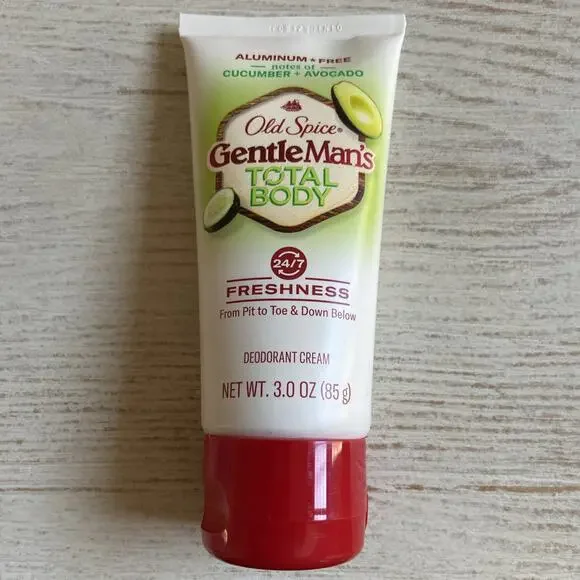 ALUMINUM★FREE
notes of
CUCUMBER + AVOCADO
Old Spice®
GentleMan's
TOTAL
BODY
24/7
FRESHNESS
From Pit to Toe & Down Below
DEODORANT CREAM
NET WT. 3.0 OZ (85 g)